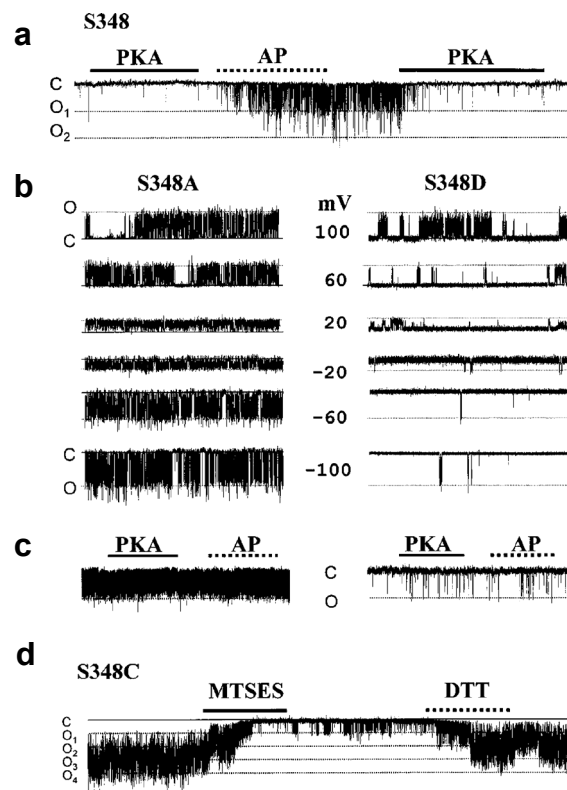 a S348
PKA AP PKA
C
O1
O2
b S348A mV S348D
O
C 100
60
20
-20
-60
C
O -100
c PKA AP PKA AP
C
O
d S348C
MTSES DTT
C
O1
O2
O3
O4